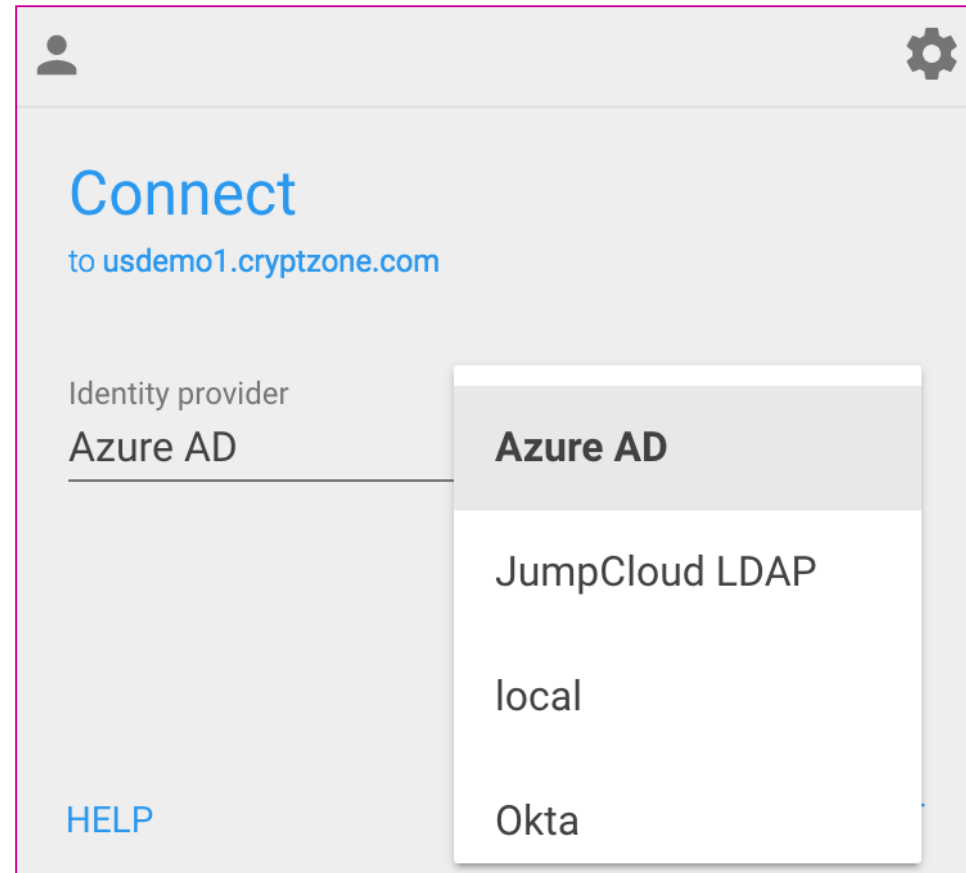 Connect
to usdemo1.cryptzone.com
Identity provider
Azure AD
Azure AD
JumpCloud LDAP
local
Okta
HELP